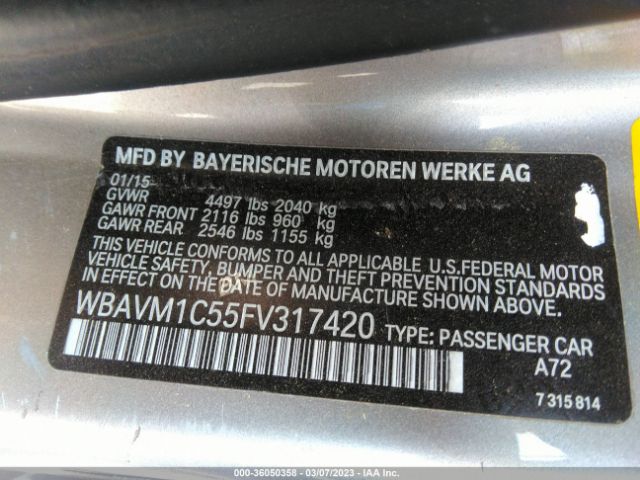 MFD BY BAYERISCHE MOTOREN WERKE AG
01/15
GVWR 4497 lbs 2040 kg
GAWR FRONT 2116 lbs 960 kg
GAWR REAR 2546 lbs 1155 kg
THIS VEHICLE CONFORMS TO ALL APPLICABLE U.S.FEDERAL MOTOR
VEHICLE SAFETY, BUMPER AND THEFT PREVENTION STANDARDS
IN EFFECT ON THE DATE OF MANUFACTURE SHOWN ABOVE.
WBAVM1C55FV317420 TYPE: PASSENGER CAR
A72
7 315 814
000-36050358 - 03/07/2023 - IAA Inc.